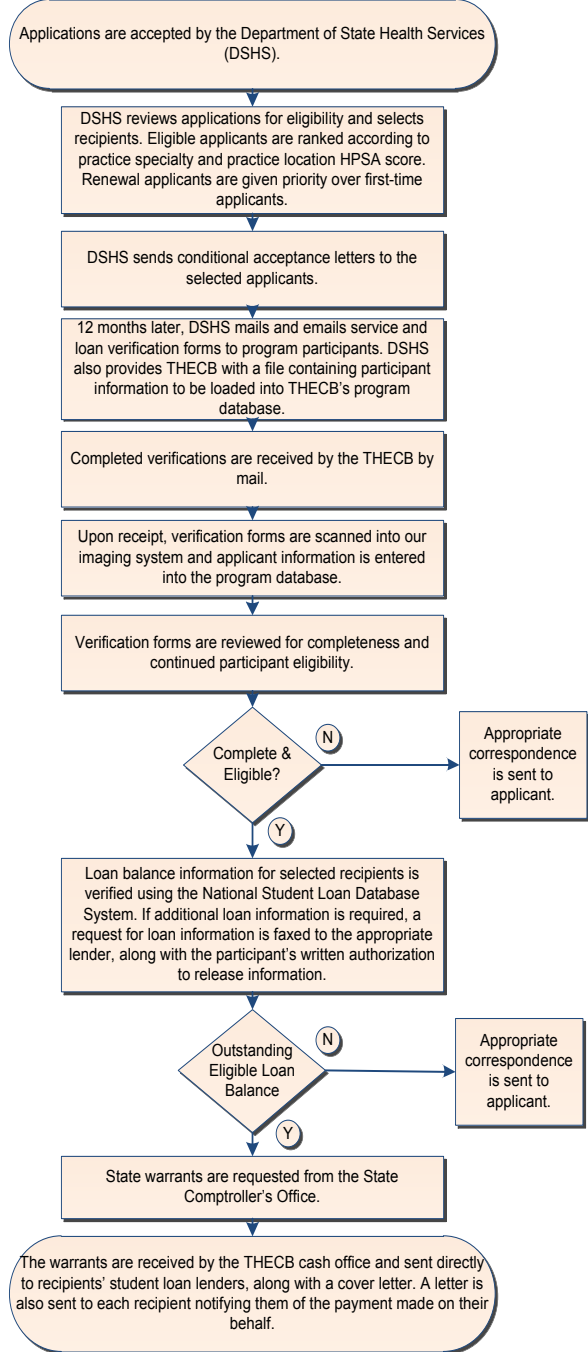 Applications are accepted by the Department of State Health Services
(DSHS).
DSHS reviews applications for eligibility and selects
recipients. Eligible applicants are ranked according to
practice specialty and practice location HPSA score.
Renewal applicants are given priority over first-time
applicants.
DSHS sends conditional acceptance letters to the
selected applicants.
12 months later, DSHS mails and emails service and
loan verification forms to program participants. DSHS
also provides THECB with a file containing participant
information to be loaded into THECB's program
database.
Completed verifications are received by the THECB by
mail.
Upon receipt, verification forms are scanned into our
imaging system and applicant information is entered
into the program database.
Verification forms are reviewed for completeness and
continued participant eligibility.
Complete &
Eligible?
N
Appropriate
correspondence
is sent to
applicant.
Y
Loan balance information for selected recipients is
verified using the National Student Loan Database
System. If additional loan information is required, a
request for loan information is faxed to the appropriate
lender, along with the participant's written authorization
to release information.
Outstanding
Eligible Loan
Balance
N
Appropriate
correspondence
is sent to
applicant.
Y
State warrants are requested from the State
Comptroller's Office.
The warrants are received by the THECB cash office and sent directly
to recipients' student loan lenders, along with a cover letter. A letter is
also sent to each recipient notifying them of the payment made on their
behalf.